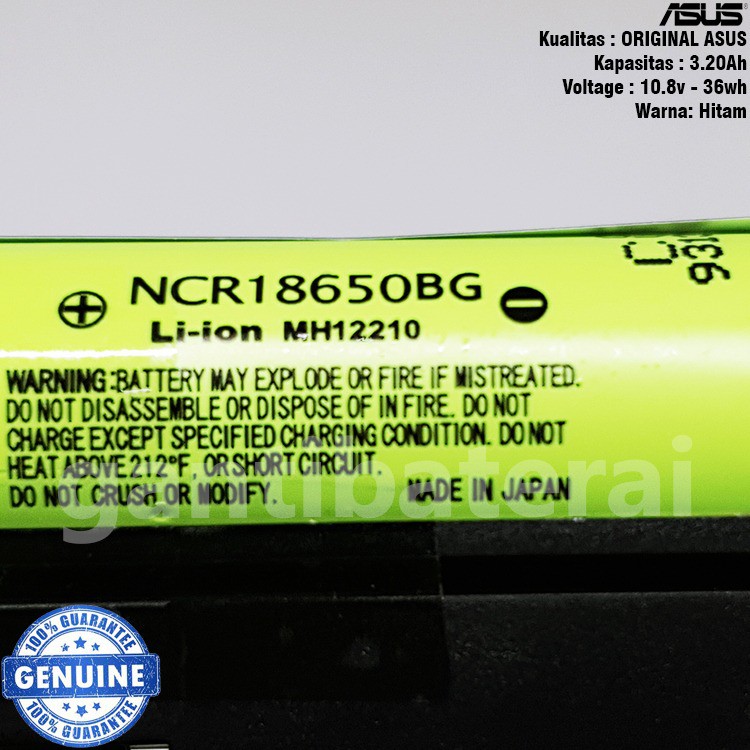 ASUS
Kualitas : ORIGINAL ASUS
Kapasitas : 3.20Ah
Voltage : 10.8v - 36wh
Warna: Hitam
NCR18650BG
Li-ion MH12210
WARNING:BATTERY MAY EXPLODE OR FIRE IF MISTREATED.
DO NOT DISASSEMBLE OR DISPOSE OF IN FIRE. DO NOT
CHARGE EXCEPT SPECIFIED CHARGING CONDITION. DO NOT
HEAT ABOVE 212°F, OR SHORT CIRCUIT.
DO NOT CRUSH OR MODIFY. MADE IN JAPAN
gantibaterai
100% GUARANTEE
GENUINE
100% GUARANTEE